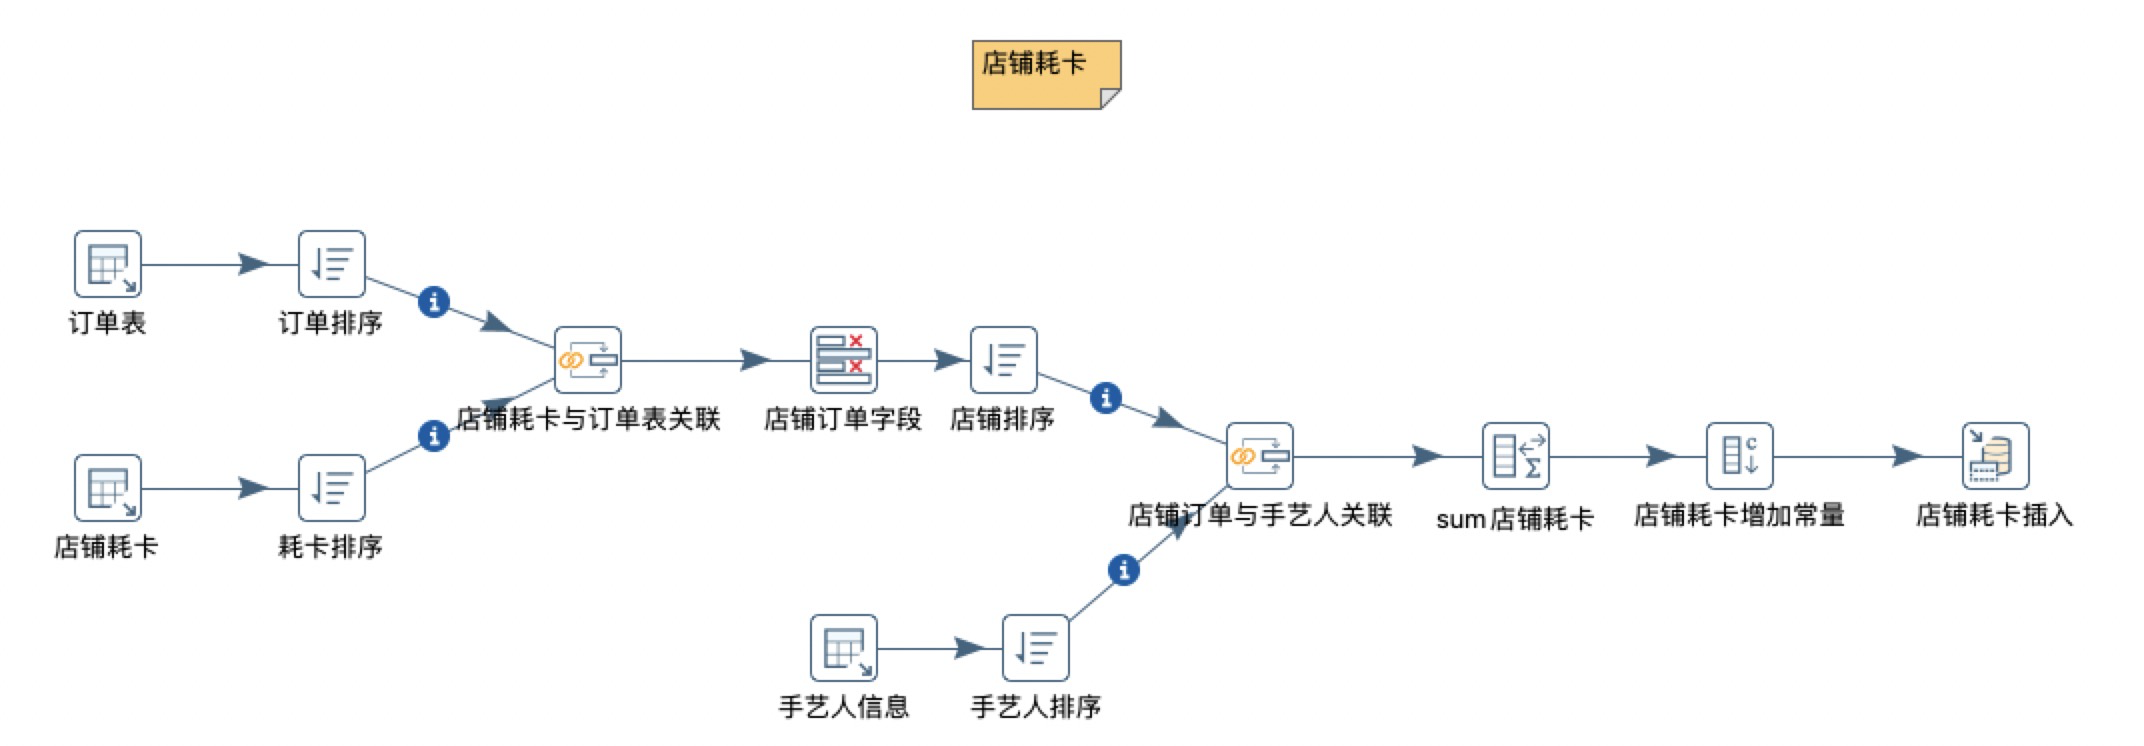 店铺耗卡
订单表
订单排序
店铺耗卡与订单表关联
店铺订单字段
店铺排序
店铺耗卡
耗卡排序
店铺订单与手艺人关联
sum店铺耗卡
店铺耗卡增加常量
店铺耗卡插入
手艺人信息
手艺人排序